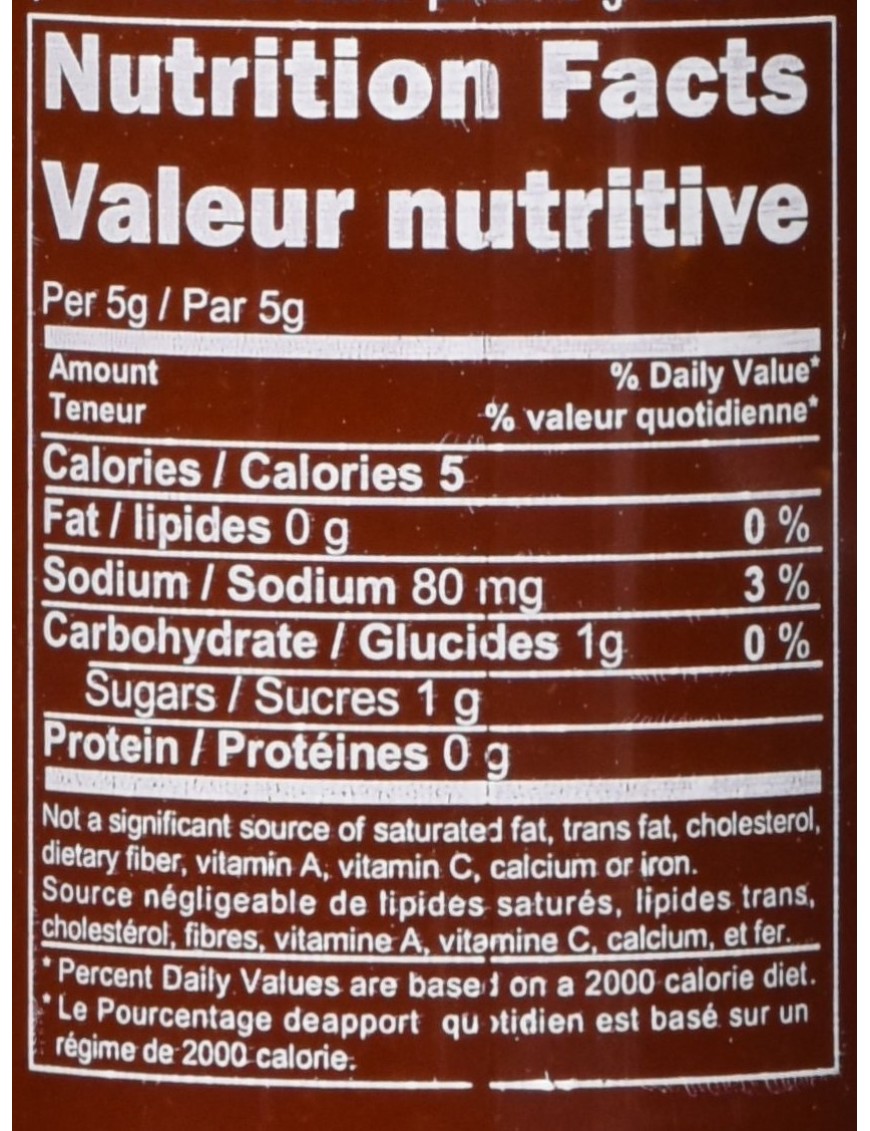 Nutrition Facts
Valeur nutritive
Per 5g / Par 5g
Amount % Daily Value*
Teneur % valeur quotidienne*
Calories / Calories 5
Fat / lipides 0 g 0 %
Sodium / Sodium 80 mg 3 %
Carbohydrate / Glucides 1g 0 %
Sugars / Sucres 1 g
Protein / Protéines 0 g
Not a significant source of saturated fat, trans fat, cholesterol,
dietary fiber, vitamin A, vitamin C, calcium or iron.
Source négligeable de lipides saturés, lipides trans,
cholestérol, fibres, vitamine A, vitamine C, calcium, et fer.
* Percent Daily Values are based on a 2000 calorie diet.
* Le Pourcentage deapport quotidien est basé sur un
régime de 2000 calorie.